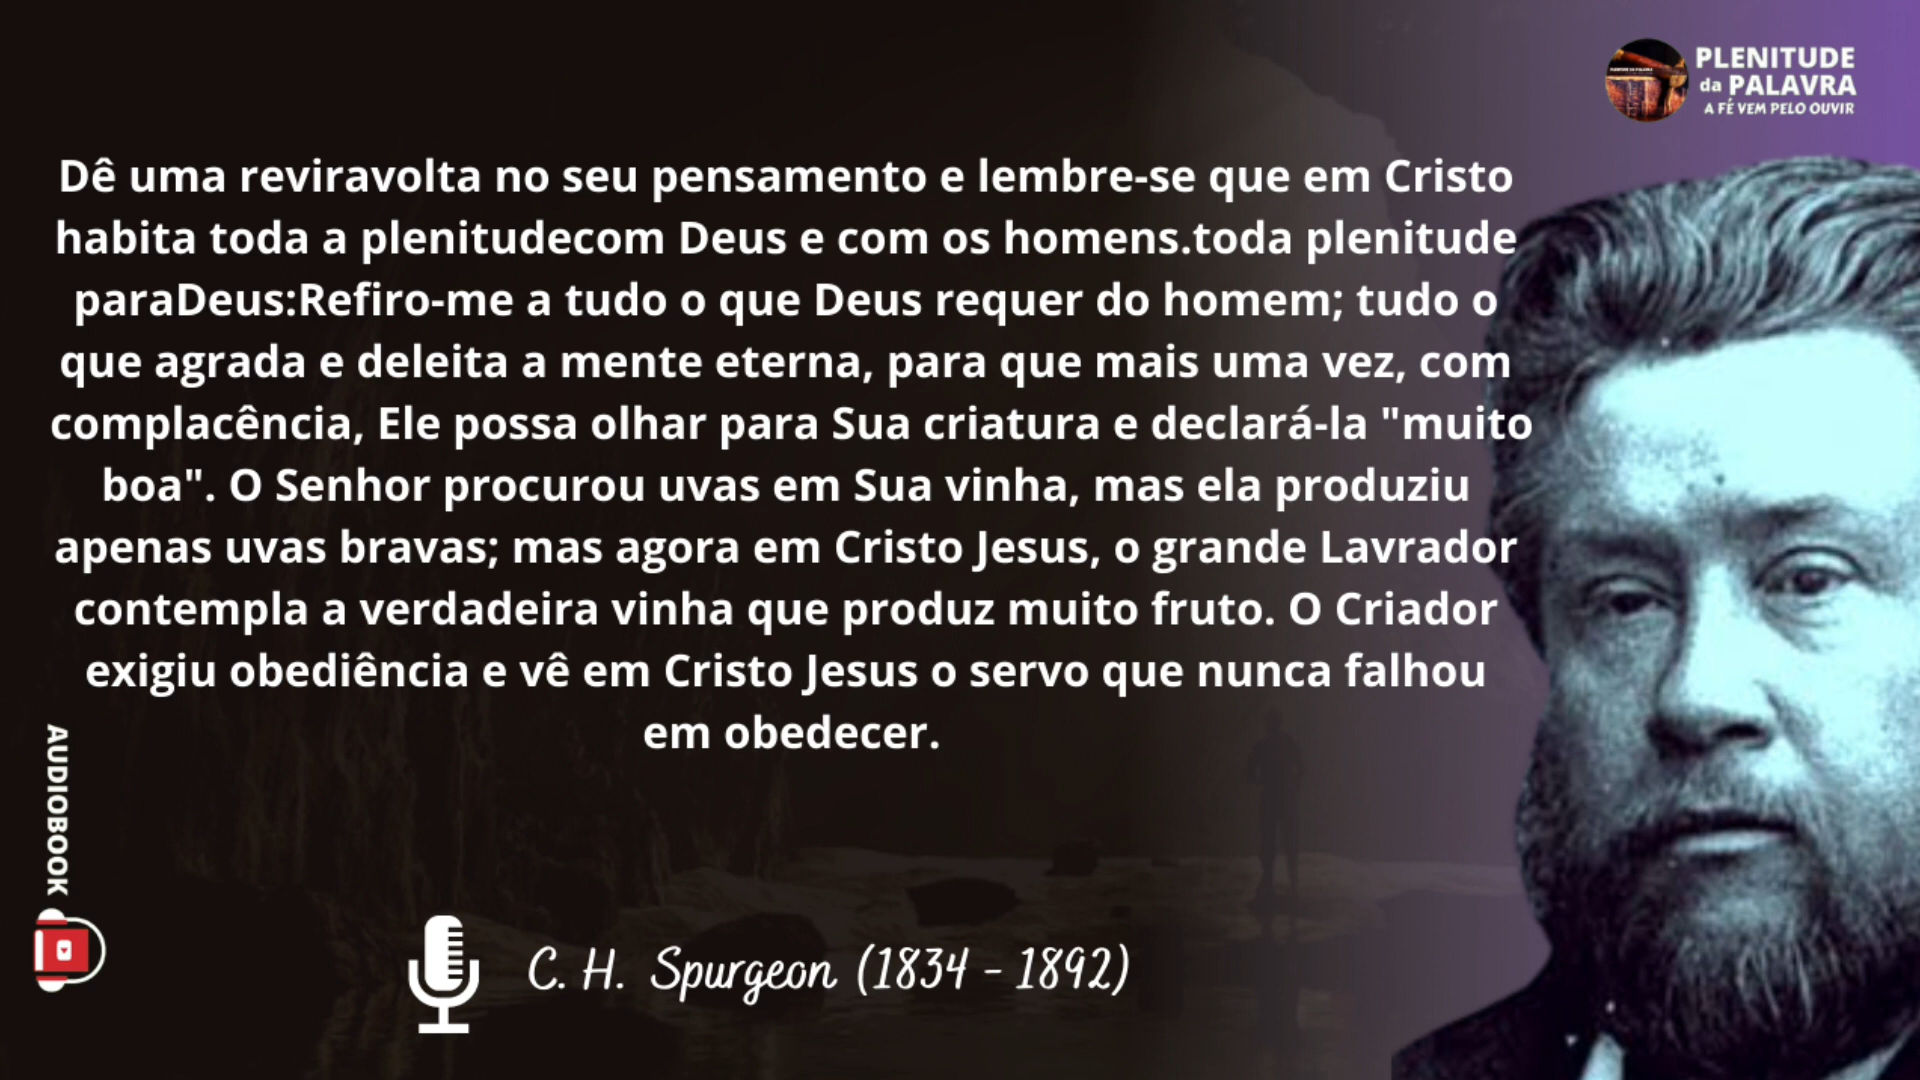 PLENITUDE
da PALAVRA
A FÉ VEM PELO OUVIR
Dê uma reviravolta no seu pensamento e lembre-se que em Cristo
habita toda a plenitudecom Deus e com os homens.toda plenitude
paraDeus:Refiro-me a tudo o que Deus requer do homem; tudo o
que agrada e deleita a mente eterna, para que mais uma vez, com
complacência, Ele possa olhar para Sua criatura e declará-la "muito
boa". O Senhor procurou uvas em Sua vinha, mas ela produziu
apenas uvas bravas; mas agora em Cristo Jesus, o grande Lavrador
contempla a verdadeira vinha que produz muito fruto. O Criador
exigiu obediência e vê em Cristo Jesus o servo que nunca falhou
em obedecer.
AUDIOBOOK
C. H. Spurgeon (1834 - 1892)